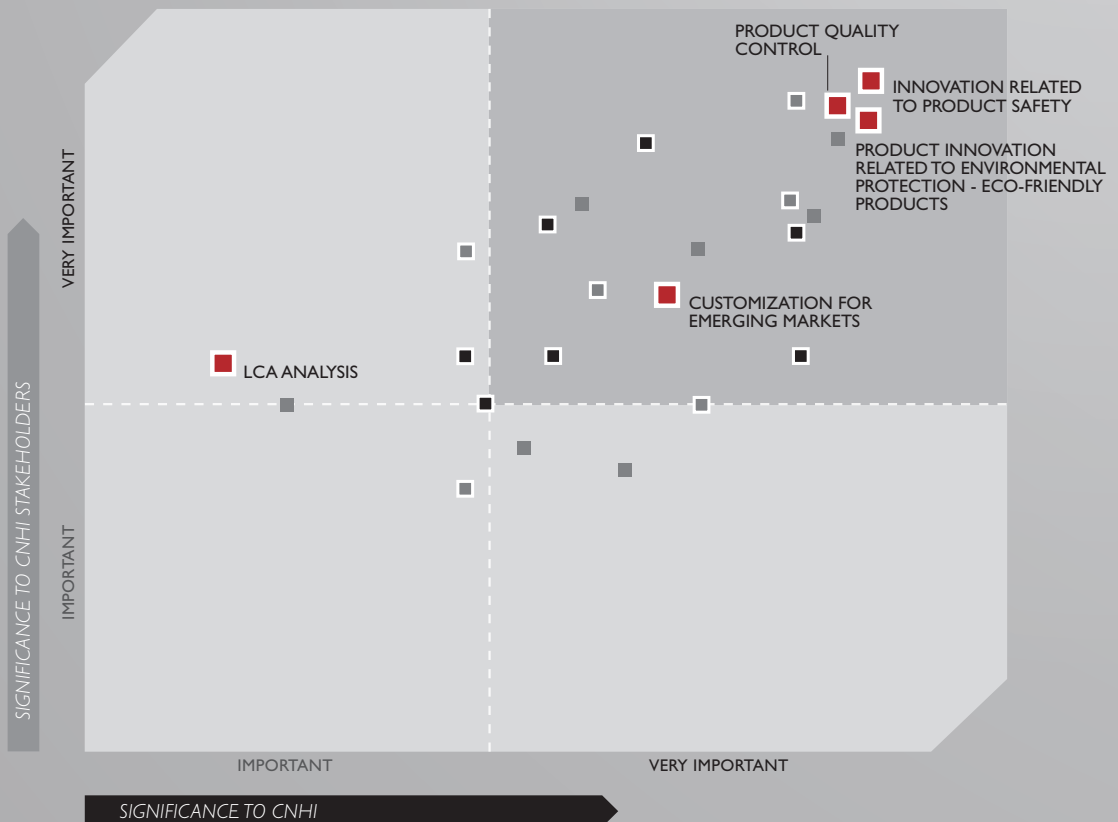 PRODUCT QUALITY
CONTROL
INNOVATION RELATED
TO PRODUCT SAFETY
PRODUCT INNOVATION
RELATED TO ENVIRONMENTAL
PROTECTION - ECO-FRIENDLY
PRODUCTS
CUSTOMIZATION FOR
EMERGING MARKETS
LCA ANALYSIS
VERY IMPORTANT
IMPORTANT
SIGNIFICANCE TO CNHI STAKEHOLDERS
IMPORTANT
VERY IMPORTANT
SIGNIFICANCE TO CNHI